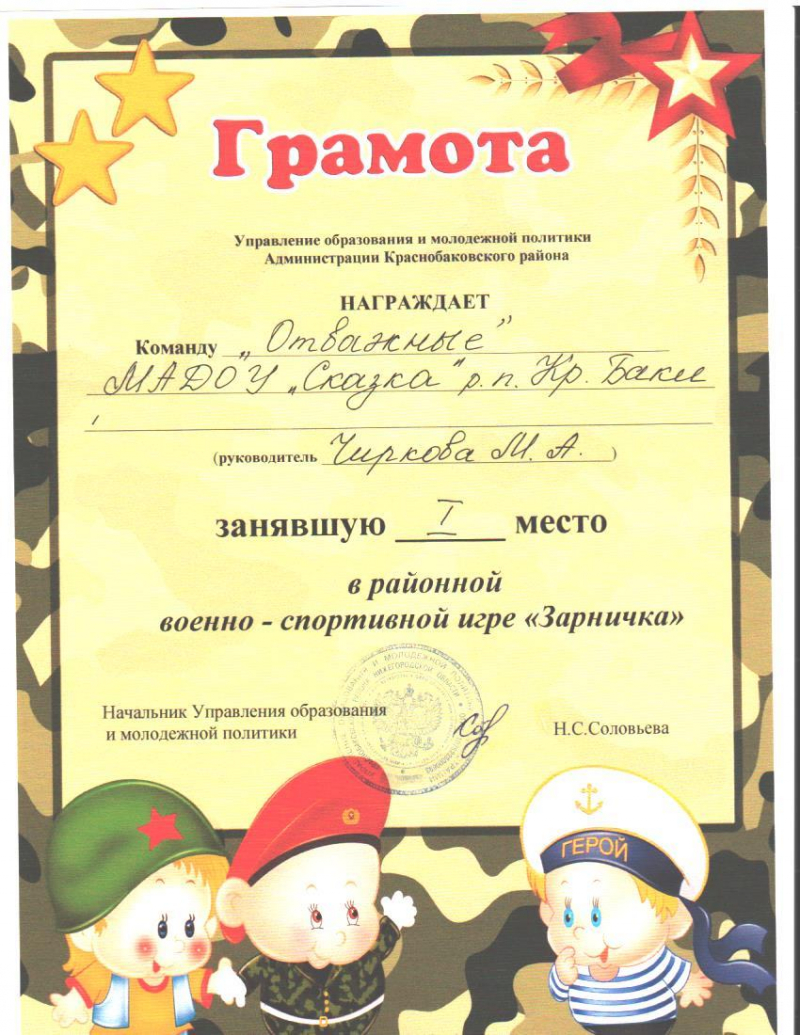 Грамота
Управление образования и молодежной политики
Администрации Краснобаковского района
НАГРАЖДАЕТ
Команду „Отважные”
МАДОУ „Сказка” р.п. Кр. Баки
(руководитель Чиркова М. А. )
занявшую I место
в районной
военно - спортивной игре «Зарничка»
Начальник Управления образования
и молодежной политики
Н.С.Соловьева
ГЕРОЙ